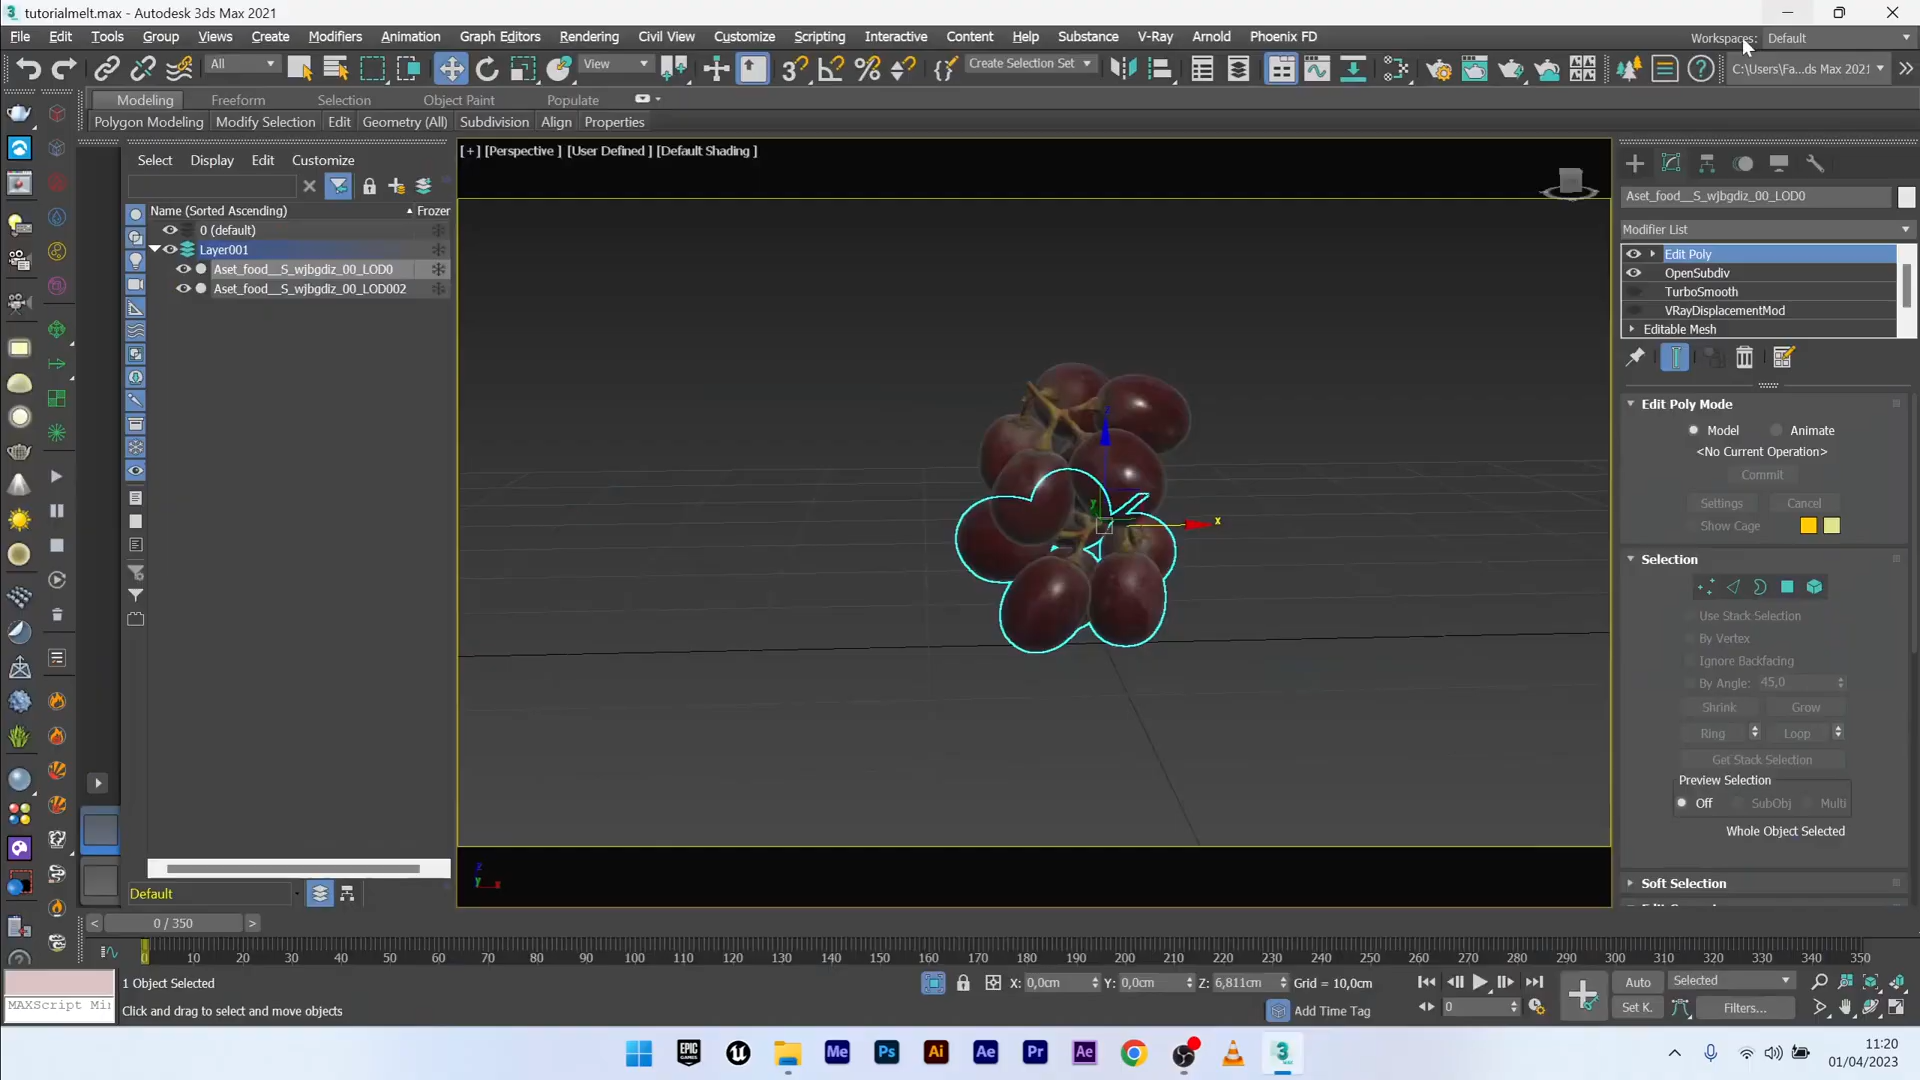 tutorialmelt.max - Autodesk 3ds Max 2021
File Edit Tools Group Views Create Modifiers Animation Graph Editors Rendering Civil View Customize Scripting Interactive Content Help Substance V-Ray Arnold Phoenix FD Workspaces: Default
All View Create Selection Set C:\Users\Fa...ds Max 2021
Modeling Freeform Selection Object Paint Populate
Polygon Modeling Modify Selection Edit Geometry (All) Subdivision Align Properties
Select Display Edit Customize
[+] [Perspective ] [User Defined ] [Default Shading ]
Name (Sorted Ascending) Frozen
0 (default)
Layer001
Aset_food__S_wjbgdiz_00_LOD0
Aset_food__S_wjbgdiz_00_LOD002
z
y
x
Aset_food__S_wjbgdiz_00_LOD0
Modifier List
Edit Poly
OpenSubdiv
TurboSmooth
VRayDisplacementMod
Editable Mesh
Edit Poly Mode
Model Animate
<No Current Operation>
Commit
Settings Cancel
Show Cage
Selection
Use Stack Selection
By Vertex
Ignore Backfacing
By Angle: 45,0
Shrink Grow
Ring Loop
Get Stack Selection
Preview Selection
Off SubObj Multi
Whole Object Selected
Soft Selection
z
y x
Default
< 0 / 350 >
0 10 20 30 40 50 60 70 80 90 100 110 120 130 140 150 160 170 180 190 200 210 220 230 240 250 260 270 280 290 300 310 320 330 340 350
1 Object Selected X: 0,0cm Y: 0,0cm Z: 6,811cm Grid = 10,0cm Auto Selected
MAXScript Mi
Click and drag to select and move objects Add Time Tag 0 Set K. Filters...
EPIC GAMES Me Ps Ai Ae Pr Ae 3
11:20
01/04/2023